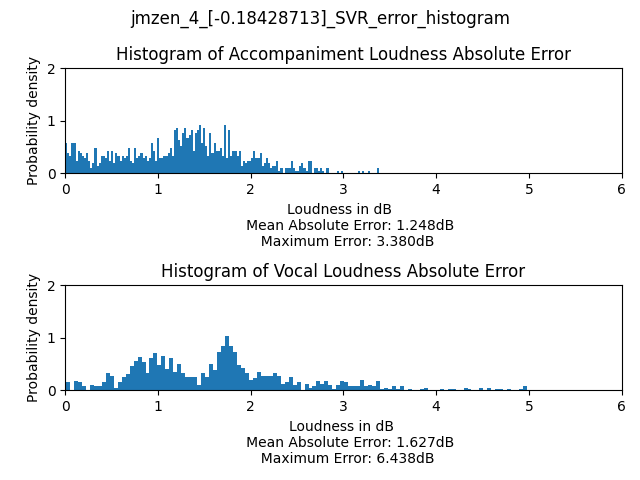 jmzen_4_[-0.18428713]_SVR_error_histogram
Histogram of Accompaniment Loudness Absolute Error
Probability density
2
1
0
0 1 2 3 4 5 6
Loudness in dB
Mean Absolute Error: 1.248dB
Maximum Error: 3.380dB
Histogram of Vocal Loudness Absolute Error
Probability density
2
1
0
0 1 2 3 4 5 6
Loudness in dB
Mean Absolute Error: 1.627dB
Maximum Error: 6.438dB